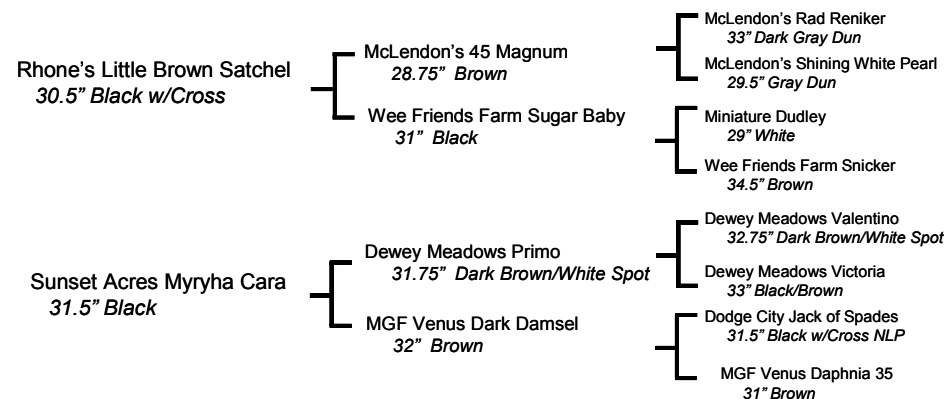 Rhone’s Little Brown Satchel
30.5” Black w/Cross
McLendon’s 45 Magnum
28.75” Brown
Wee Friends Farm Sugar Baby
31” Black
McLendon’s Rad Reniker
33” Dark Gray Dun
McLendon’s Shining White Pearl
29.5” Gray Dun
Miniature Dudley
29” White
Wee Friends Farm Snicker
34.5” Brown
Sunset Acres Myryha Cara
31.5” Black
Dewey Meadows Primo
31.75” Dark Brown/White Spot
MGF Venus Dark Damsel
32” Brown
Dewey Meadows Valentino
32.75” Dark Brown/White Spot
Dewey Meadows Victoria
33” Black/Brown
Dodge City Jack of Spades
31.5” Black w/Cross NLP
MGF Venus Daphnia 35
31” Brown